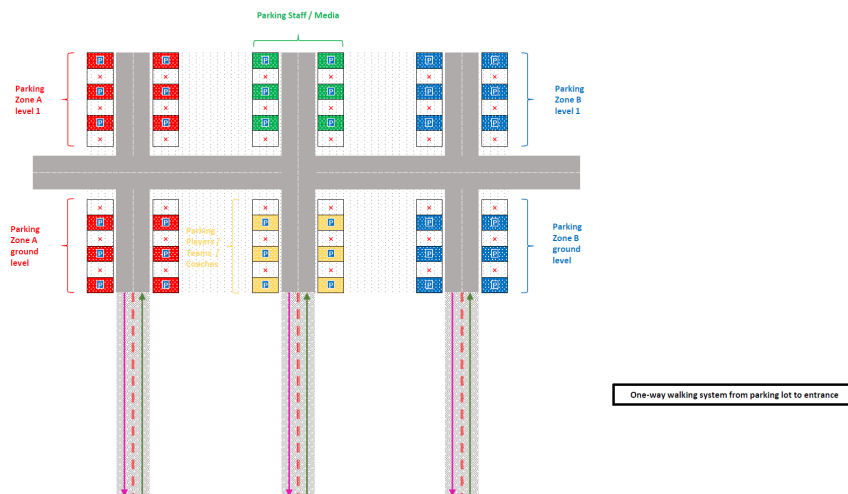 Parking Staff / Media
Parking
Zone A
level 1
Parking
Zone B
level 1
Parking
Zone A
ground
level
Parking
Players /
Teams /
Coaches
Parking
Zone B
ground
level
One-way walking system from parking lot to entrance
P P P P P P
P P P P P P
P P P P P P
P P P P P P
P P P P P P
P P P P P P